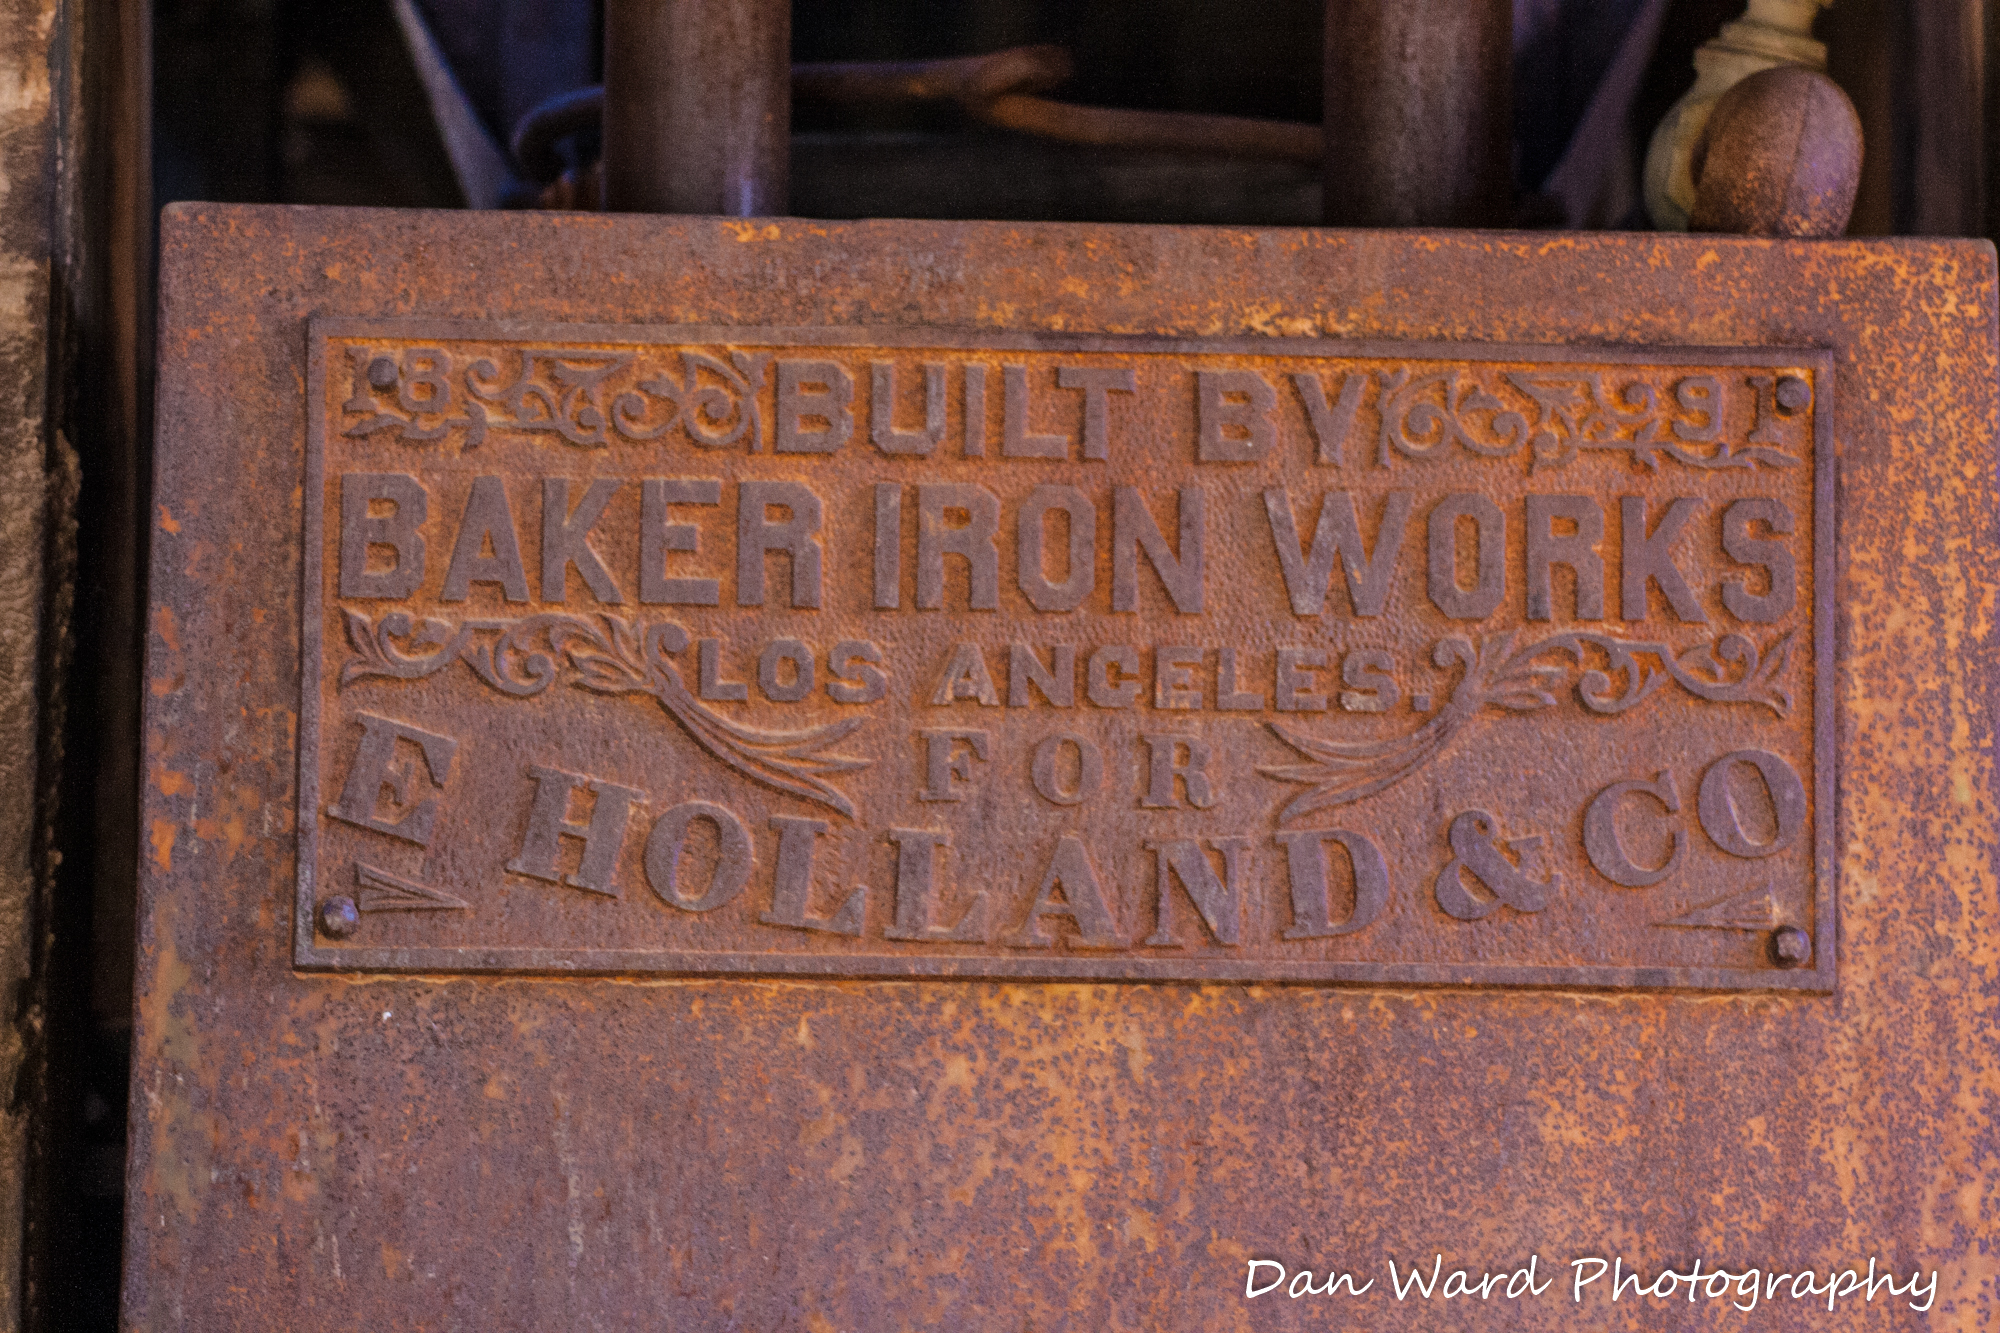 18 BUILT BY 91
BAKER IRON WORKS
LOS ANGELES.
FOR
E HOLLAND & CO
Dan Ward Photography